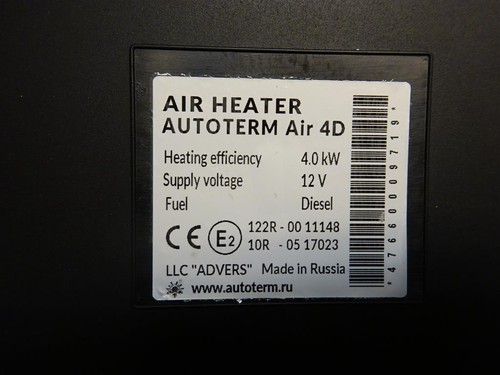 AIR HEATER
AUTOTERM Air 4D
Heating efficiency 4.0 kW
Supply voltage 12 V
Fuel Diesel
CE E2 122R - 00 11148
10R - 05 17023
LLC "ADVERS" Made in Russia
www.autoterm.ru
*476600009719*